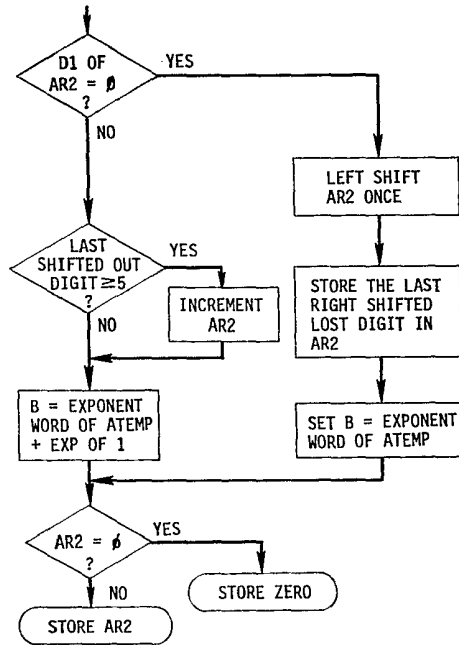 D1 OF
AR2 = ∅
?
YES
NO
LEFT SHIFT
AR2 ONCE
LAST
SHIFTED OUT
DIGIT ≥ 5
?
YES
NO
INCREMENT
AR2
STORE THE LAST
RIGHT SHIFTED
LOST DIGIT IN
AR2
B = EXPONENT
WORD OF ATEMP
+ EXP OF 1
SET B = EXPONENT
WORD OF ATEMP
AR2 = ∅
?
YES
NO
STORE ZERO
STORE AR2